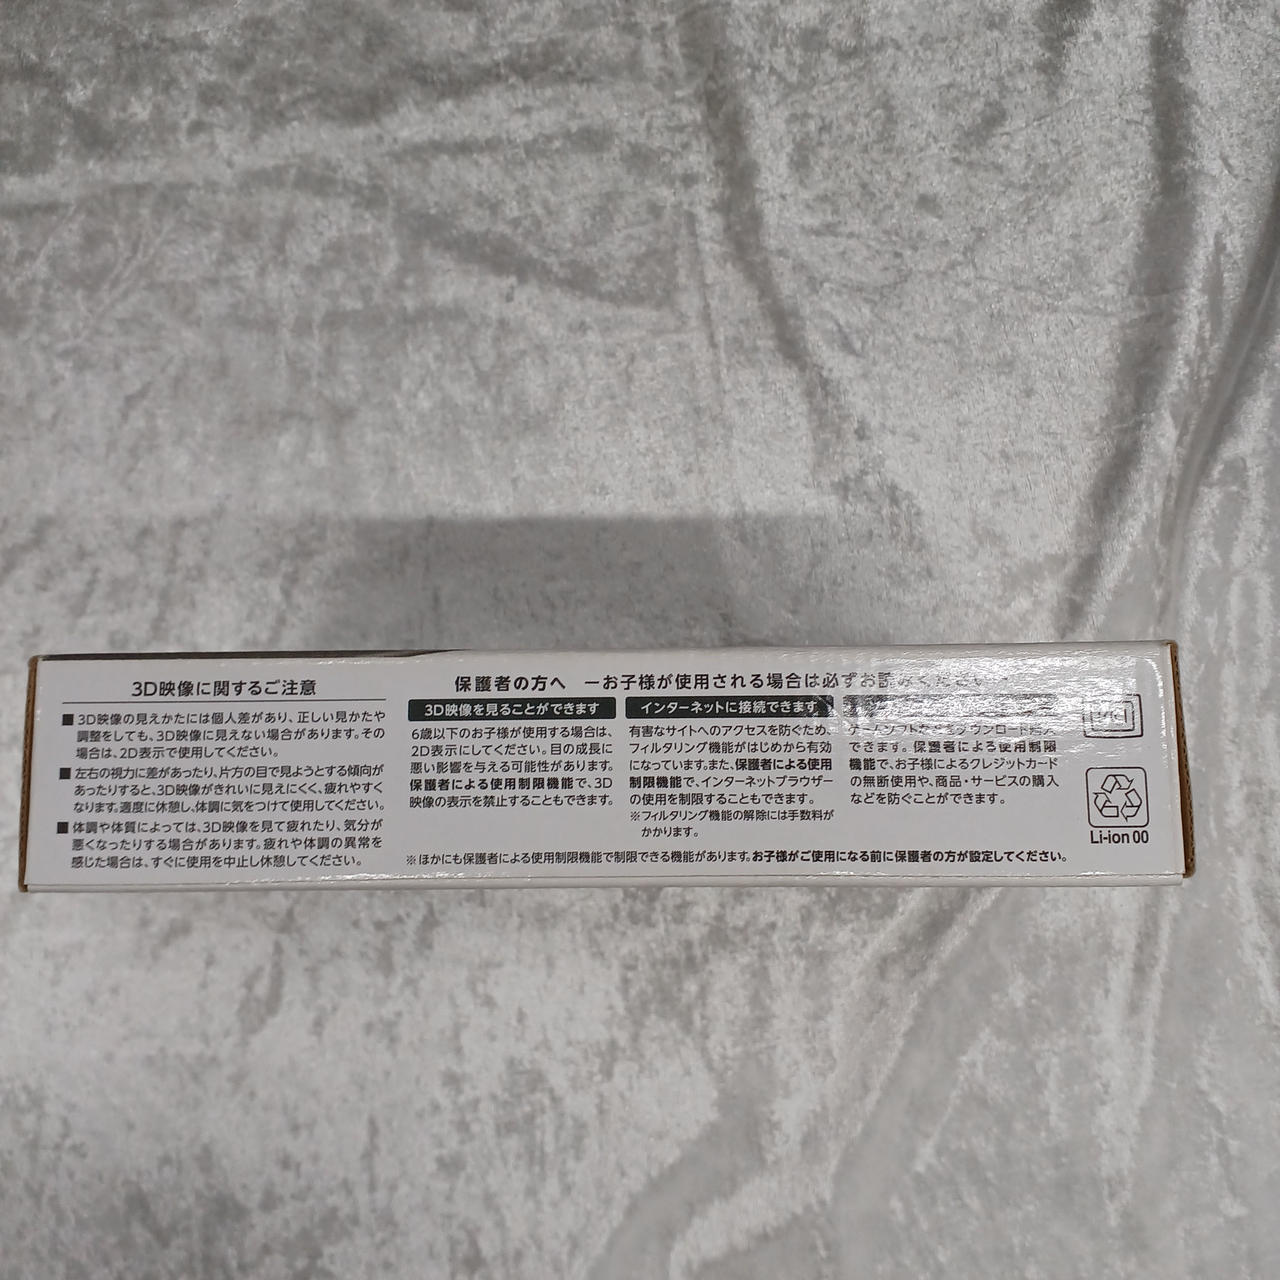 3D映像に関するご注意
■3D映像の見えかたには個人差があり、正しい見かたや
調整をしても、3D映像に見えない場合があります。その
場合は、2D表示で使用してください。
■左右の視力に差があったり、片方の目で見ようとする傾向が
あったりすると、3D映像がきれいに見えにくく、疲れやすく
なります。適度に休憩し、体調に気をつけて使用してください。
■体調や体質によっては、3D映像を見て疲れたり、気分が
悪くなったりする場合があります。疲れや体調の異常を
感じた場合は、すぐに使用を中止し休憩してください。
保護者の方へ ーお子様が使用される場合は必ずお読みくださいー
3D映像を見ることができます
6歳以下のお子様が使用する場合は、
2D表示にしてください。目の成長に
悪い影響を与える可能性があります。
保護者による使用制限機能で、3D
映像の表示を禁止することもできます。
インターネットに接続できます
有害なサイトへのアクセスを防ぐため、
フィルタリング機能がはじめから有効
になっています。また、保護者による使用
制限機能で、インターネットブラウザー
の使用を制限することもできます。
※フィルタリング機能の解除には手数料が
かかります。
ゲームソフトなどをダウンロード購入
できます。保護者による使用制限
機能で、お子様によるクレジットカード
の無断使用や、商品・サービスの購入
などを防ぐことができます。
※ほかにも保護者による使用制限機能で制限できる機能があります。お子様がご使用になる前に保護者の方が設定してください。
Li-ion 00